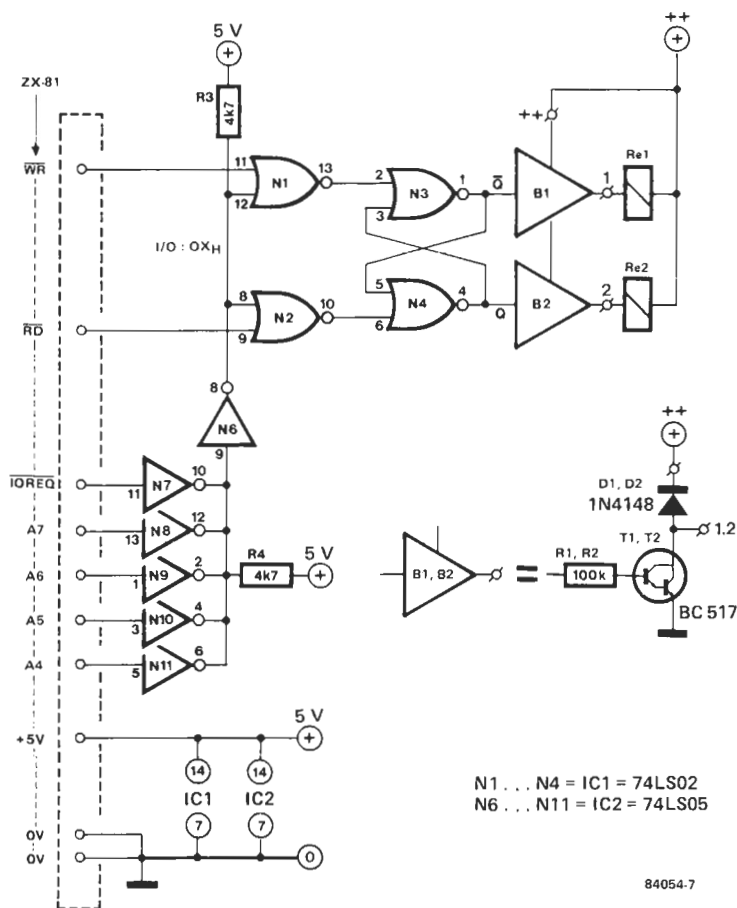 5 V
+
++
+
ZX-81
R3
4k7
++
WR
11
12
N1
13
2
3
N3
1
Q
B1
1
Re1
I/O : OXH
8
9
N2
10
5
6
N4
4
Q
B2
2
Re2
RD
8
N6
9
IOREQ
11
N7
10
A7
13
N8
12
A6
1
N9
2
R4
4k7
5 V
+
A5
3
N10
4
A4
5
N11
6
++
+
D1, D2
1N4148
T1, T2
1.2
B1, B2
=
R1, R2
100k
BC 517
+5V
5 V
+
14
14
IC1
IC2
7
7
0V
0V
0
N1 . . . N4 = IC1 = 74LS02
N6 . . . N11 = IC2 = 74LS05
84054-7